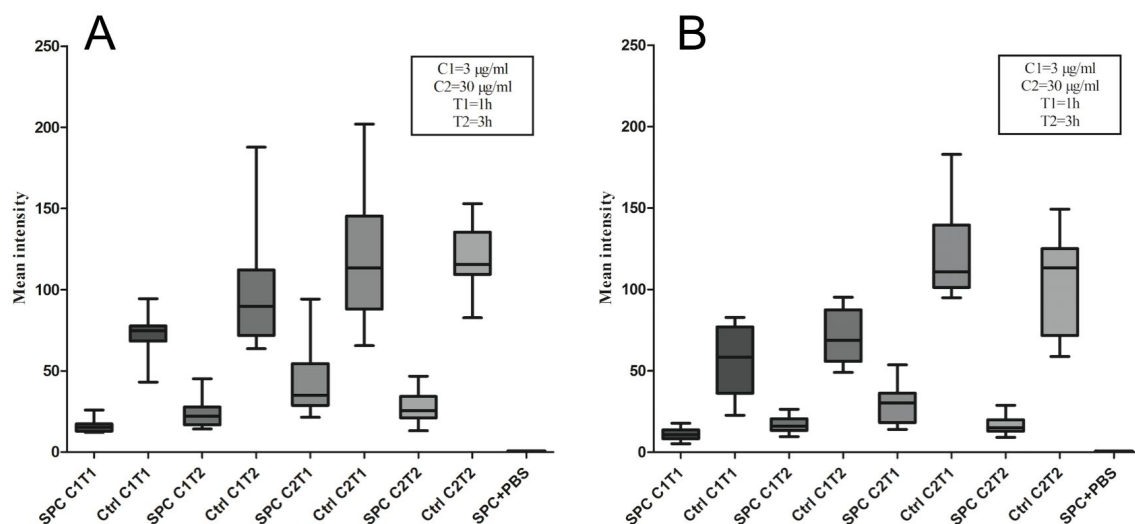 A
250
200
150
100
50
0
Mean intensity
C1=3 μg/ml
C2=30 μg/ml
T1=1h
T2=3h
SPC C1T1
Ctrl C1T1
SPC C1T2
Ctrl C1T2
SPC C2T1
Ctrl C2T1
SPC C2T2
Ctrl C2T2
SPC+PBS
B
250
200
150
100
50
0
Mean intensity
C1=3 μg/ml
C2=30 μg/ml
T1=1h
T2=3h
SPC C1T1
Ctrl C1T1
SPC C1T2
Ctrl C1T2
SPC C2T1
Ctrl C2T1
SPC C2T2
Ctrl C2T2
SPC+PBS